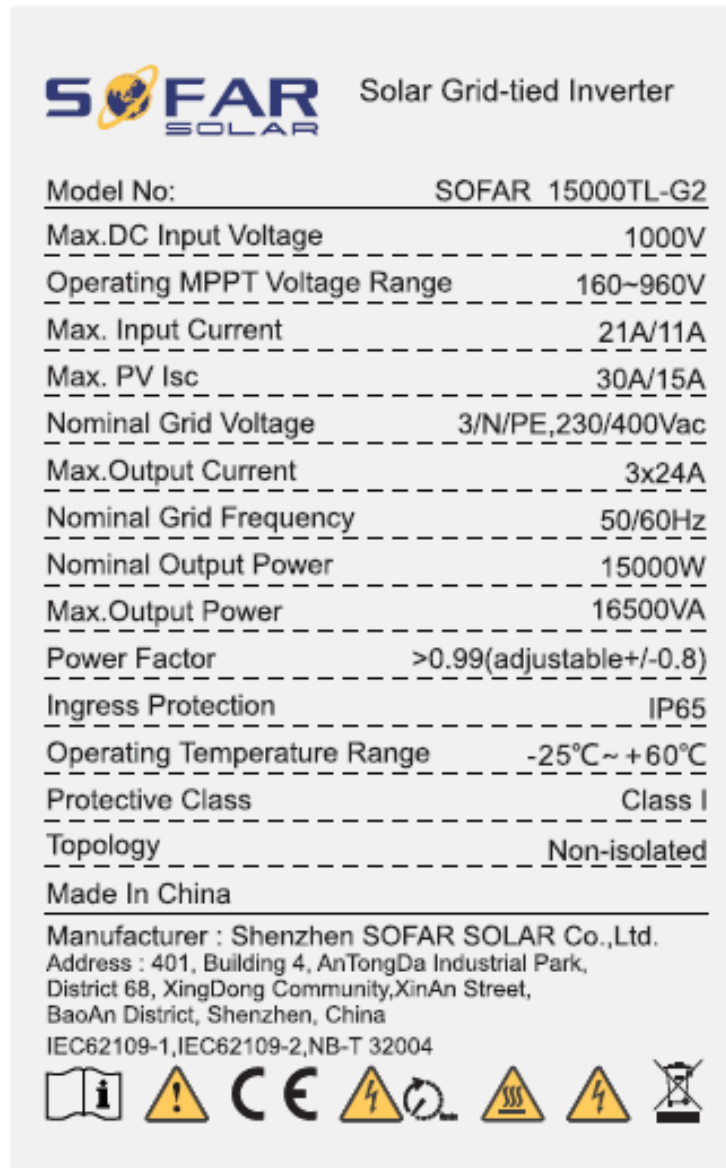 SOFAR
SOLAR
Solar Grid-tied Inverter
Model No: SOFAR 15000TL-G2
Max.DC Input Voltage 1000V
Operating MPPT Voltage Range 160~960V
Max. Input Current 21A/11A
Max. PV Isc 30A/15A
Nominal Grid Voltage 3/N/PE,230/400Vac
Max.Output Current 3x24A
Nominal Grid Frequency 50/60Hz
Nominal Output Power 15000W
Max.Output Power 16500VA
Power Factor >0.99(adjustable+/-0.8)
Ingress Protection IP65
Operating Temperature Range -25℃~+60℃
Protective Class Class I
Topology Non-isolated
Made In China
Manufacturer : Shenzhen SOFAR SOLAR Co.,Ltd.
Address : 401, Building 4, AnTongDa Industrial Park,
District 68, XingDong Community,XinAn Street,
BaoAn District, Shenzhen, China
IEC62109-1,IEC62109-2,NB-T 32004
CE